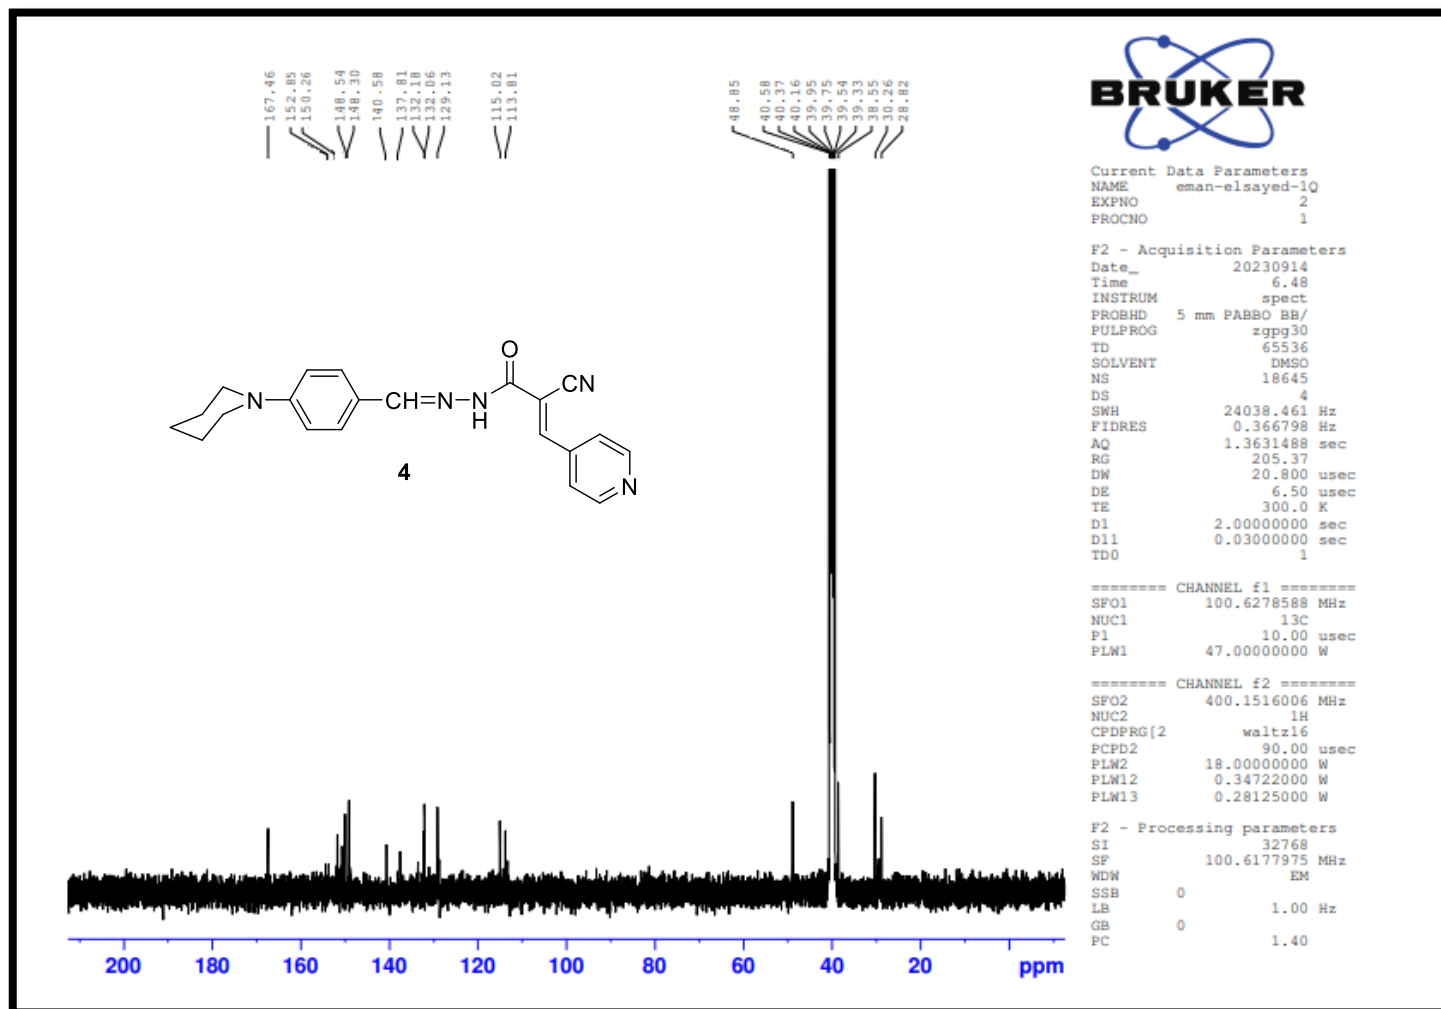 167.46
152.85
150.26
148.54
148.30
140.58
137.81
132.18
132.06
129.13
115.02
113.81
48.85
40.58
40.37
40.16
39.95
39.75
39.54
39.33
38.55
30.26
28.82
BRUKER
Current Data Parameters
NAME eman-elsayed-1Q
EXPNO 2
PROCNO 1
F2 - Acquisition Parameters
Date_ 20230914
Time 6.48
INSTRUM spect
PROBHD 5 mm PABBO BB/
PULPROG zgpg30
TD 65536
SOLVENT DMSO
NS 18645
DS 4
SWH 24038.461 Hz
FIDRES 0.366798 Hz
AQ 1.3631488 sec
RG 205.37
DW 20.800 usec
DE 6.50 usec
TE 300.0 K
D1 2.00000000 sec
D11 0.03000000 sec
TD0 1
======== CHANNEL f1 ========
SFO1 100.6278588 MHz
NUC1 13C
P1 10.00 usec
PLW1 47.00000000 W
======== CHANNEL f2 ========
SFO2 400.1516006 MHz
NUC2 1H
CPDPRG[2 waltz16
PCPD2 90.00 usec
PLW2 18.00000000 W
PLW12 0.34722000 W
PLW13 0.28125000 W
F2 - Processing parameters
SI 32768
SF 100.6177975 MHz
WDW EM
SSB 0
LB 1.00 Hz
GB 0
PC 1.40
O
N CH=N NH CN
N
4
200 180 160 140 120 100 80 60 40 20 ppm